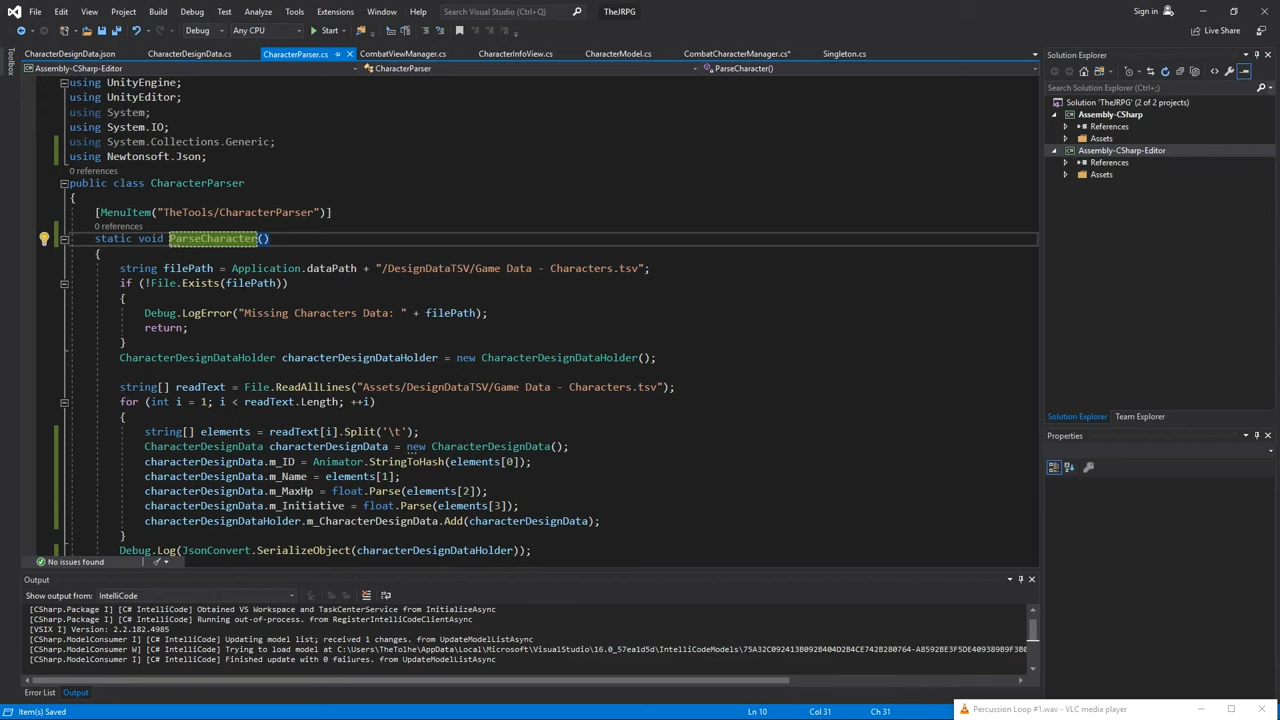 File Edit View Project Build Debug Test Analyze Tools Extensions Window Help Search Visual Studio (Ctrl+Q) TheJRPG Sign in
Debug Any CPU Start Live Share
CharacterDesignData.json CharacterDesignData.cs CharacterParser.cs CombatViewManager.cs CharacterInfoView.cs CharacterModel.cs CombatCharacterManager.cs* Singleton.cs
Assembly-CSharp-Editor CharacterParser ParseCharacter()
Toolbox
using UnityEngine;
using UnityEditor;
using System;
using System.IO;
using System.Collections.Generic;
using Newtonsoft.Json;
0 references
public class CharacterParser
{
[MenuItem("TheTools/CharacterParser")]
0 references
static void ParseCharacter()
{
string filePath = Application.dataPath + "/DesignDataTSV/Game Data - Characters.tsv";
if (!File.Exists(filePath))
{
Debug.LogError("Missing Characters Data: " + filePath);
return;
}
CharacterDesignDataHolder characterDesignDataHolder = new CharacterDesignDataHolder();
string[] readText = File.ReadAllLines("Assets/DesignDataTSV/Game Data - Characters.tsv");
for (int i = 1; i < readText.Length; ++i)
{
string[] elements = readText[i].Split('\t');
CharacterDesignData characterDesignData = new CharacterDesignData();
characterDesignData.m_ID = Animator.StringToHash(elements[0]);
characterDesignData.m_Name = elements[1];
characterDesignData.m_MaxHp = float.Parse(elements[2]);
characterDesignData.m_Initiative = float.Parse(elements[3]);
characterDesignDataHolder.m_CharacterDesignData.Add(characterDesignData);
}
Debug.Log(JsonConvert.SerializeObject(characterDesignDataHolder));
No issues found
Output
Show output from: IntelliCode
[CSharp.Package I] [C# IntelliCode] Obtained VS Workspace and TaskCenterService from InitializeAsync
[CSharp.Package I] [C# IntelliCode] Running out-of-process. from RegisterIntelliCodeClientAsync
[VSIX I] Version: 2.2.182.4985
[CSharp.ModelConsumer I] [C# IntelliCode] Updating model list; received 1 changes. from UpdateModelListAsync
[CSharp.ModelConsumer W] [C# IntelliCode] Trying to load model at
[CSharp.ModelConsumer I] [C# IntelliCode] Finished update with 0 failures. from UpdateModelListAsync
Error List Output
Item(s) Saved Ln 10 Col 31 Ch 31
Solution Explorer
Search Solution Explorer (Ctrl+;)
Solution 'TheJRPG' (2 of 2 projects)
Assembly-CSharp
References
Assets
Assembly-CSharp-Editor
References
Assets
Solution Explorer Team Explorer
Properties
Percussion Loop #1.wav - VLC media player